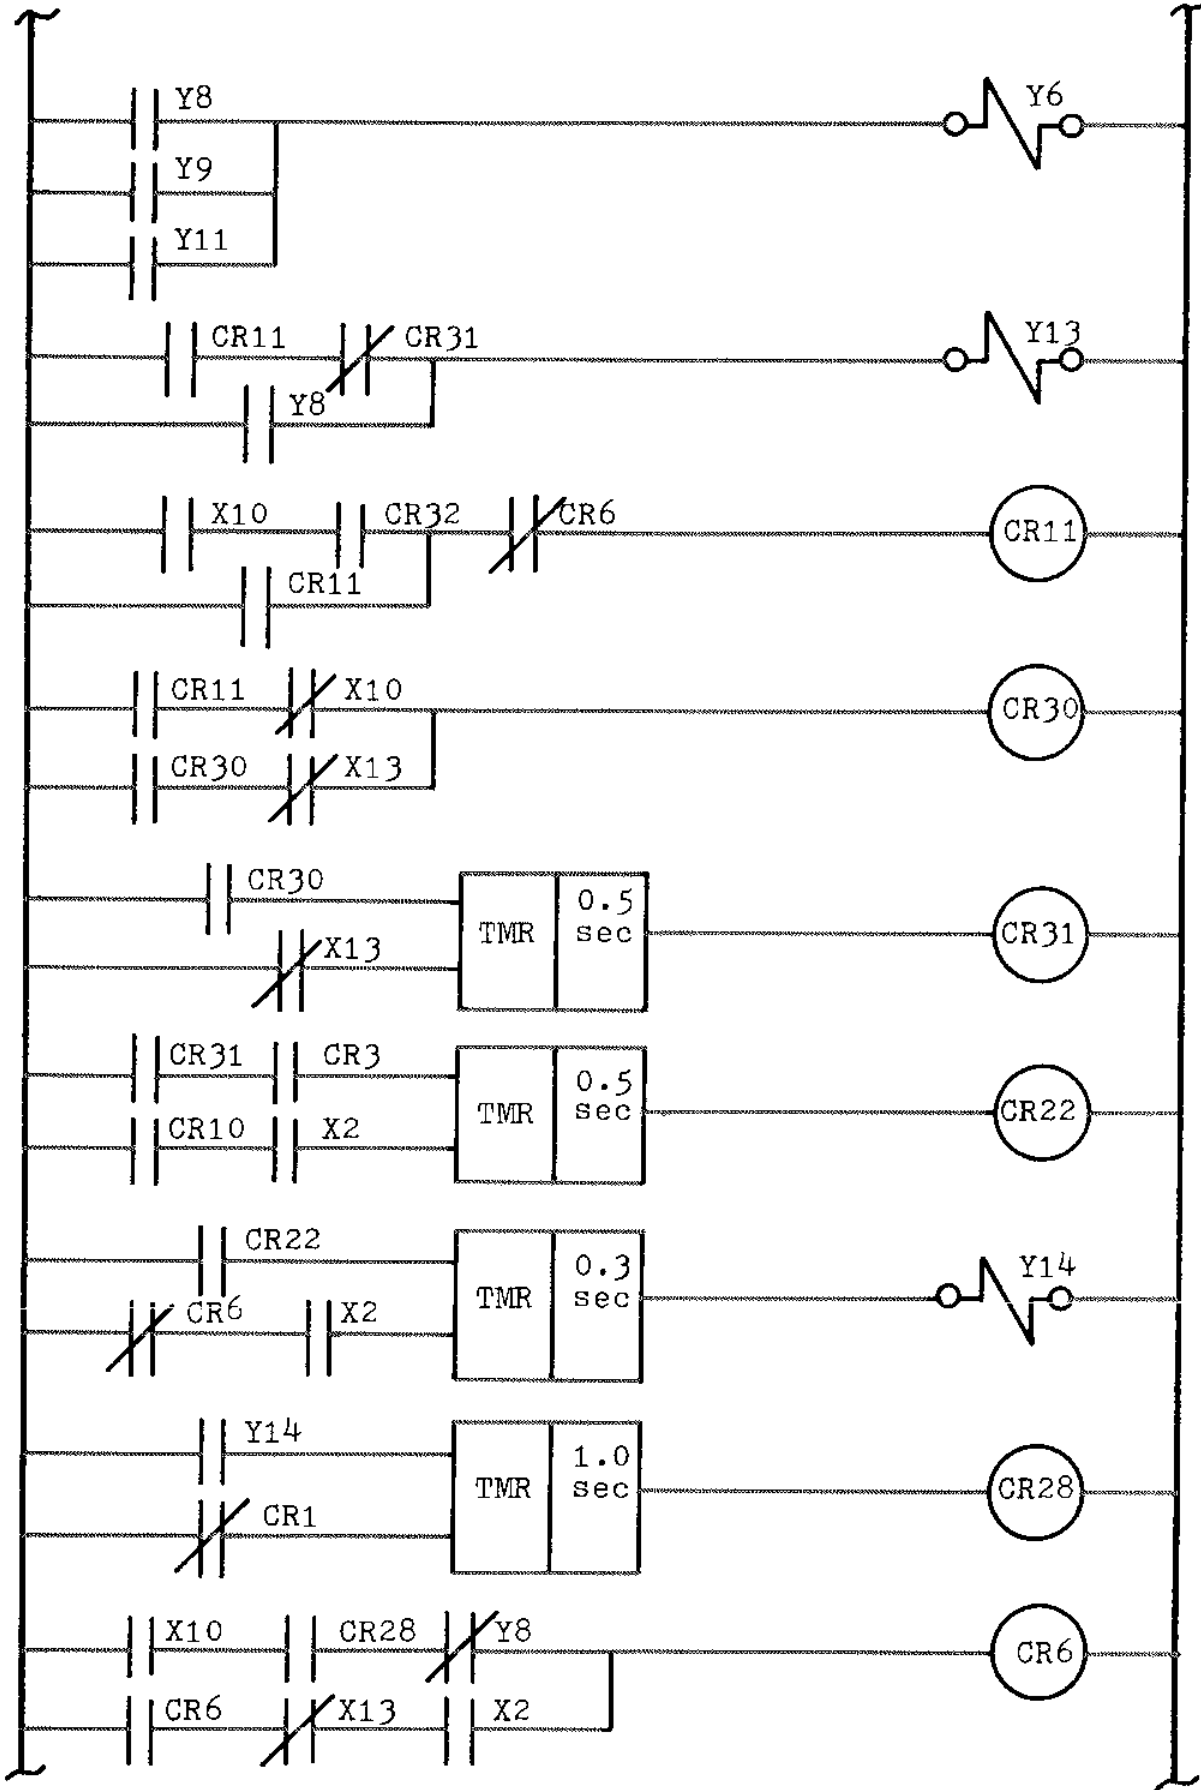 Y8
Y6
Y9
Y11
CR11 CR31
Y13
Y8
X10 CR32 CR6
CR11
CR11
CR11 X10
CR30
CR30 X13
CR30
TMR
0.5
sec
CR31
X13
CR31 CR3
TMR
0.5
sec
CR22
CR10 X2
CR22
TMR
0.3
sec
Y14
CR6 X2
Y14
TMR
1.0
sec
CR28
CR1
X10 CR28 Y8
CR6
CR6 X13 X2